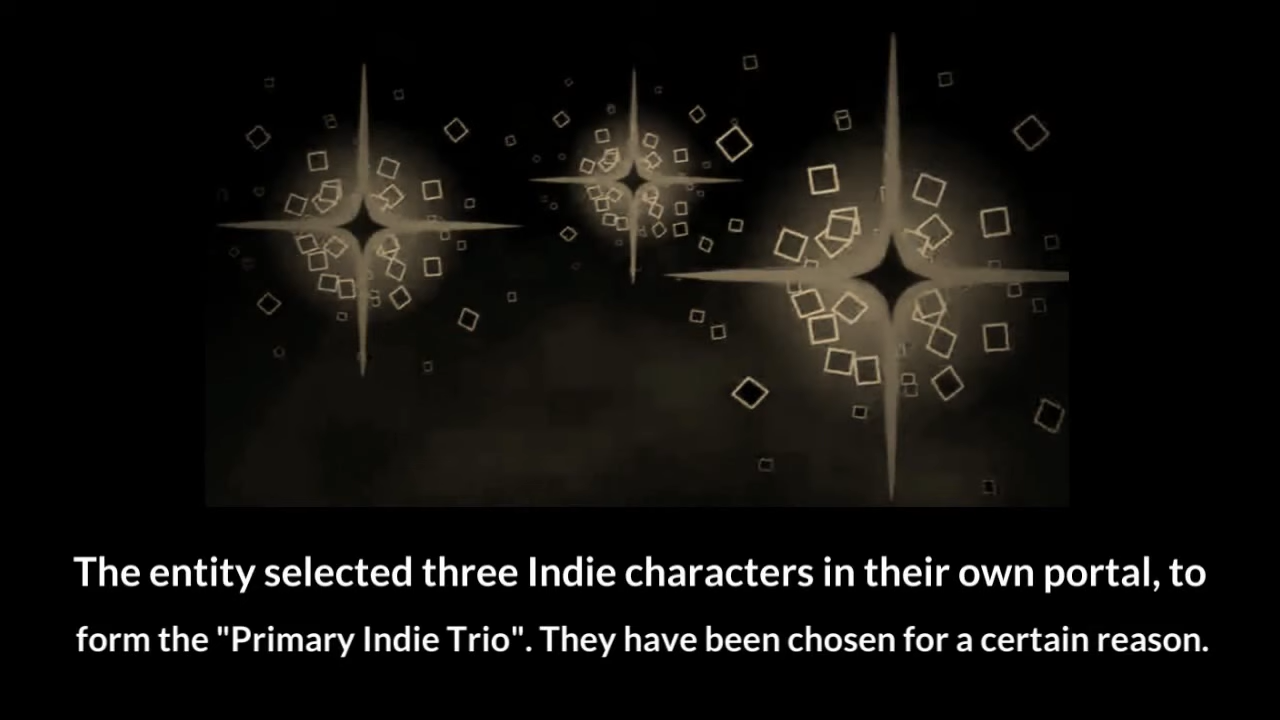 The entity selected three Indie characters in their own portal, to
form the "Primary Indie Trio". They have been chosen for a certain reason.